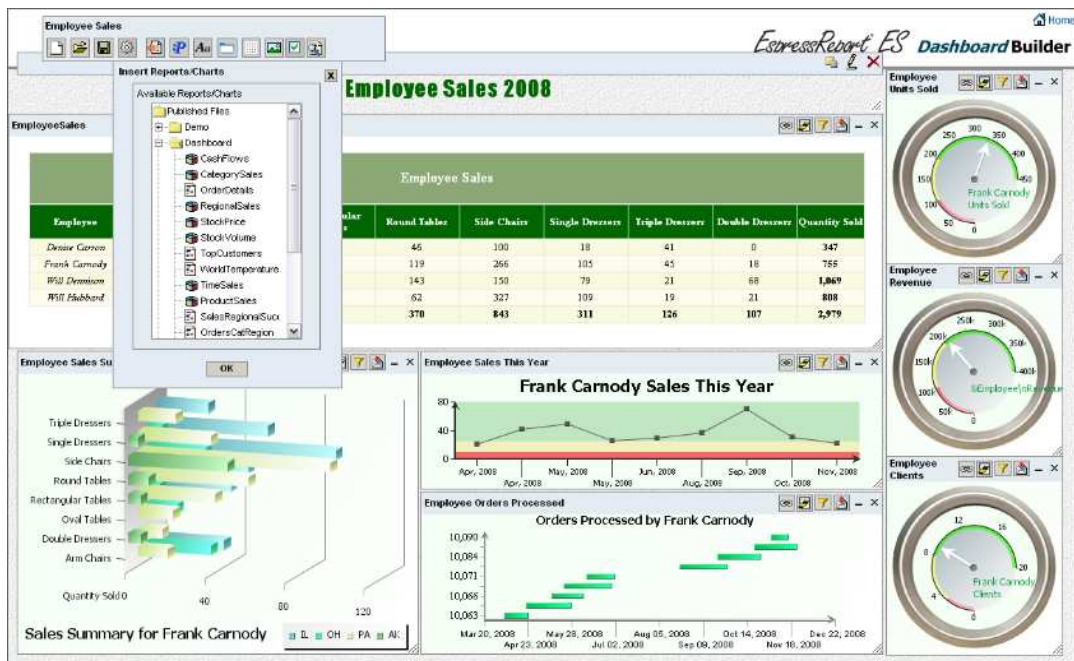 Employee Sales
Home
EspressReport ES Dashboard Builder
Insert Reports/Charts
Available Reports/Charts
Published Files
Demo
Dashboard
CashFlows
CategorySales
OrderDetails
RegionalSales
StockPrice
StockVolume
TopCustomers
WorldTemperature
TimeSales
ProductSales
SalesRegionalSucc
OrdersCatRegion
OK
Employee Sales 2008
EmployeeSales
Employee Sales
Employee Round Tables Side Chairs Single Dressers Triple Dressers Double Dressers Quantity Sold
Denise Carron 46 100 18 41 0 347
Frank Carnody 119 266 105 45 18 755
Will Dennison 143 150 79 21 68 1,069
Will Hubbard 62 327 109 19 21 808
370 843 311 126 107 2,979
Employee Units Sold
0 50 100 150 200 250 300 350 400 450
Frank Carnody
Units Sold
Employee Revenue
0 50k 100k 150k 200k 250k 300k 350k 400k
Employee Clients
4 8 12 16 20
Frank Carnody
Clients
Triple Dressers
Single Dressers
Side Chairs
Round Tables
Rectangular Tables
Oval Tables
Double Dressers
Arm Chairs
Quantity Sold 0 40 80 120
Sales Summary for Frank Carnody
IL OH PA AK
Employee Sales This Year
Frank Carnody Sales This Year
80
40
0
Apr, 2008 May, 2008 Jun, 2008 Sep, 2008 Nov, 2008
Apr, 2008 May, 2008 Aug, 2008 Oct, 2008
Employee Orders Processed
Orders Processed by Frank Carnody
10,090
10,084
10,071
10,066
10,063
Mar 20, 2008 May 28, 2008 Aug 05, 2008 Oct 14, 2008 Dec 22, 2008
Apr 23, 2008 Jul 02, 2008 Sep 09, 2008 Nov 18, 2008